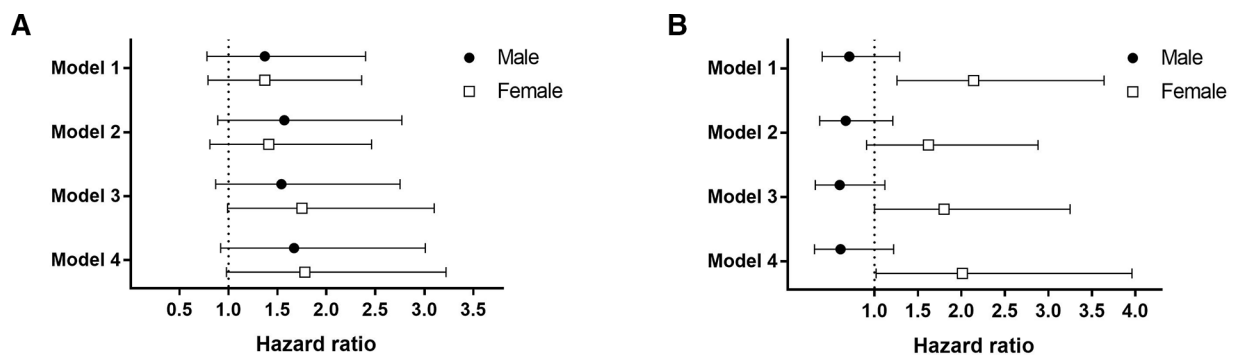 A
Model 1
Model 2
Model 3
Model 4
Male
Female
0.5 1.0 1.5 2.0 2.5 3.0 3.5
Hazard ratio
B
Model 1
Model 2
Model 3
Model 4
Male
Female
1.0 1.5 2.0 2.5 3.0 3.5 4.0
Hazard ratio